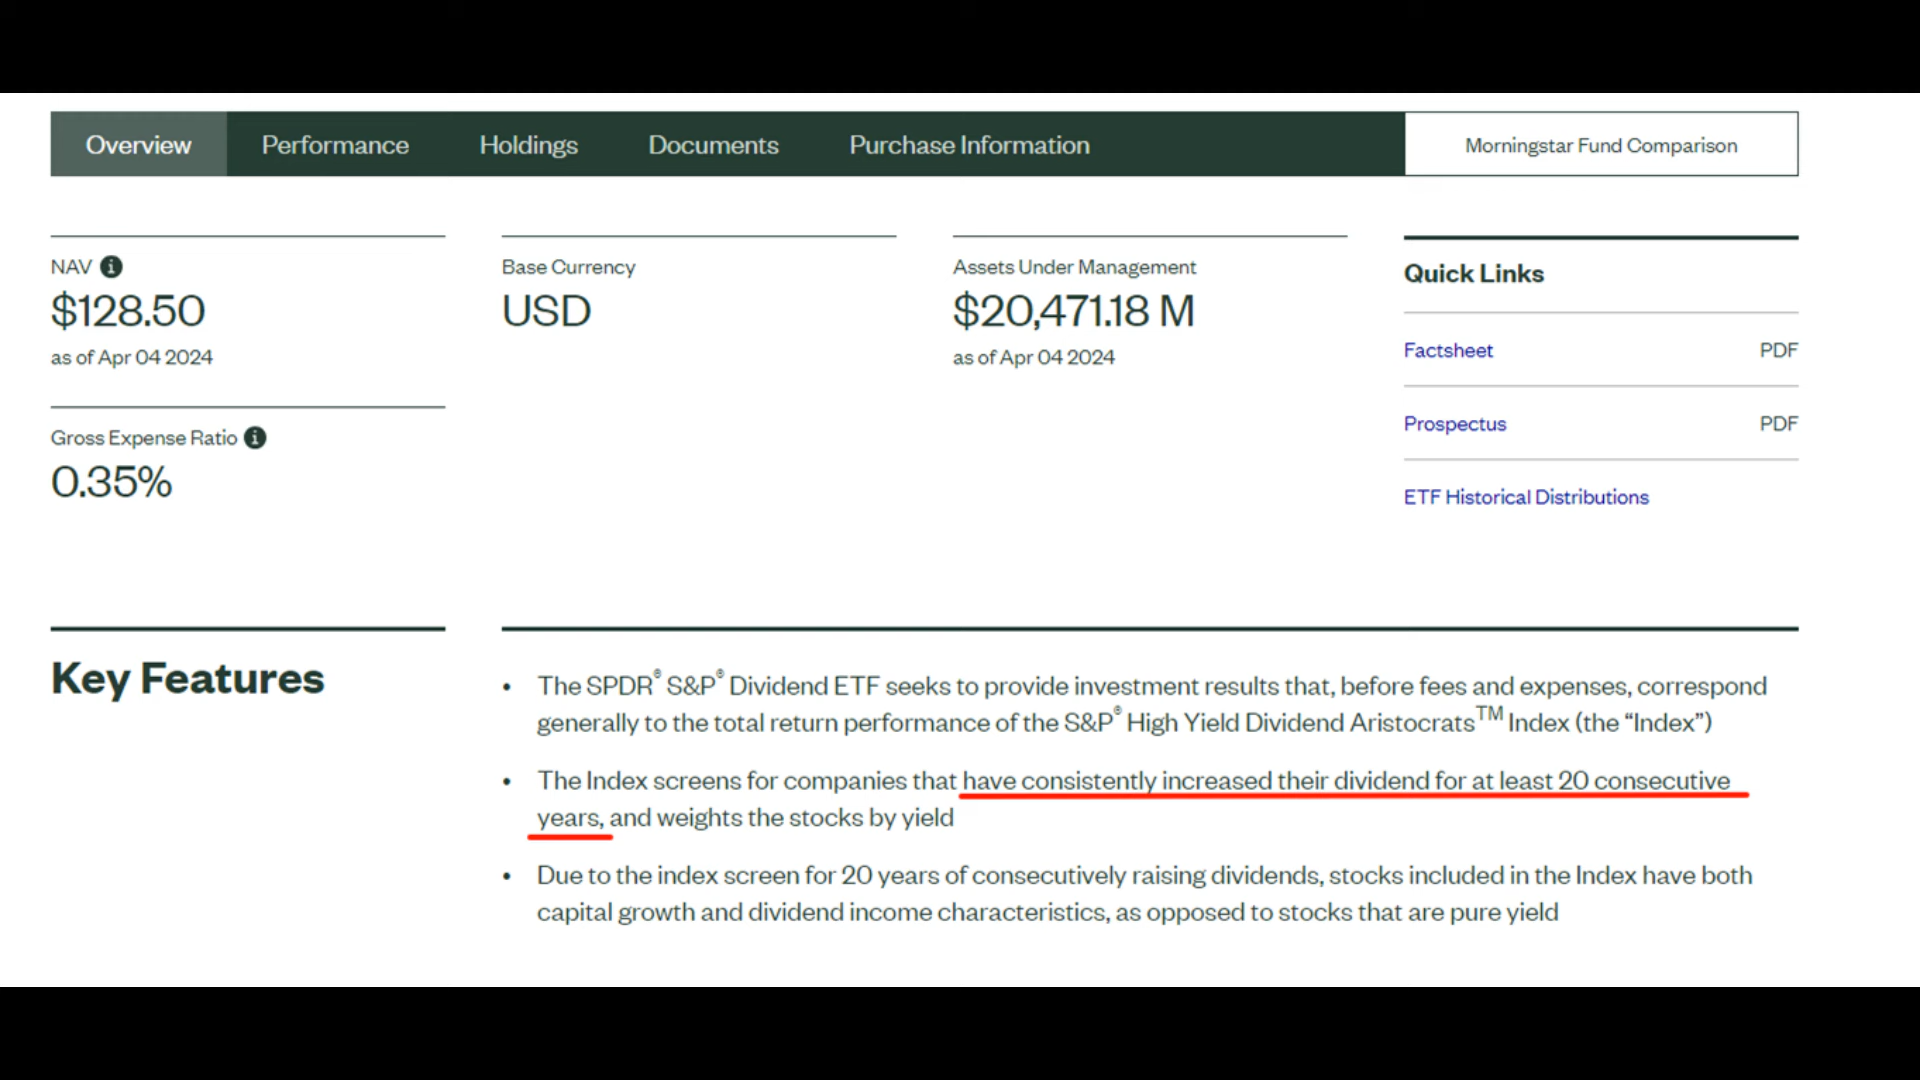 Overview Performance Holdings Documents Purchase Information Morningstar Fund Comparison
NAV
$128.50
as of Apr 04 2024
Base Currency
USD
Assets Under Management
$20,471.18 M
as of Apr 04 2024
Gross Expense Ratio
0.35%
Quick Links
Factsheet PDF
Prospectus PDF
ETF Historical Distributions
Key Features
• The SPDR® S&P® Dividend ETF seeks to provide investment results that, before fees and expenses, correspond
generally to the total return performance of the S&P® High Yield Dividend Aristocrats™ Index (the “Index”)
• The Index screens for companies that have consistently increased their dividend for at least 20 consecutive
years, and weights the stocks by yield
• Due to the index screen for 20 years of consecutively raising dividends, stocks included in the Index have both
capital growth and dividend income characteristics, as opposed to stocks that are pure yield